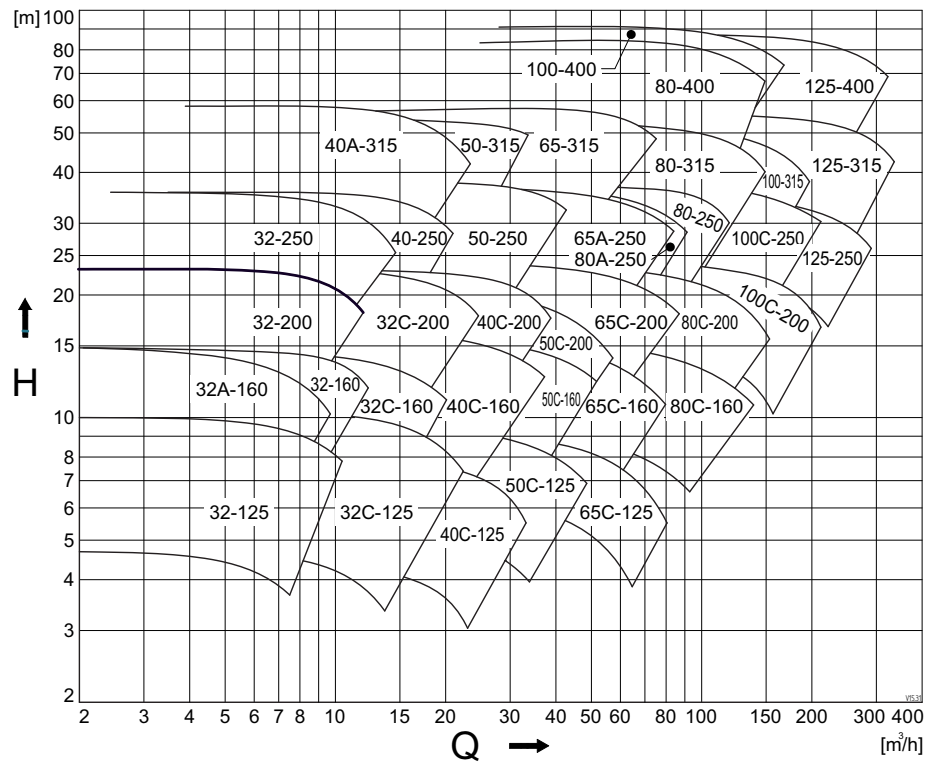 [m] 100
80
70
60
50
40
30
25
20
15
10
8
7
6
5
4
3
2
H
100-400
80-400
125-400
40A-315
50-315
65-315
80-315
100-315
125-315
32-250
40-250
50-250
65A-250
80A-250
80-250
100C-250
125-250
32-200
32C-200
40C-200
50C-200
65C-200
80C-200
100C-200
32A-160
32-160
32C-160
40C-160
50C-160
65C-160
80C-160
32-125
32C-125
40C-125
50C-125
65C-125
V15.31
2 3 4 5 6 7 8 10 15 20 30 40 50 60 80 100 150 200 300 400
Q [m³/h]